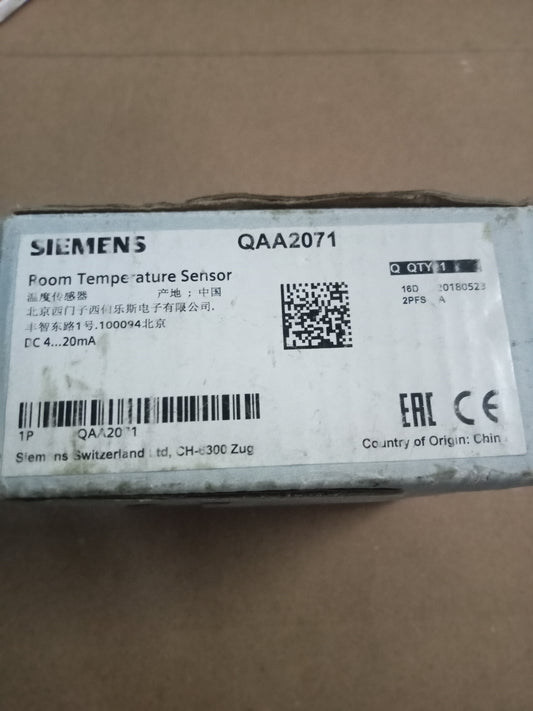 SIEMENS
QAA2071
Room Temperature Sensor
Q QTY 1
温度传感器 产地：中国
16D 20180523
北京西门子西伯乐斯电子有限公司.
2PFS A
丰智东路1号.100094北京
DC 4...20mA
EAC CE
1P QAA2071
Country of Origin: China
Siemens Switzerland Ltd, CH-6300 Zug